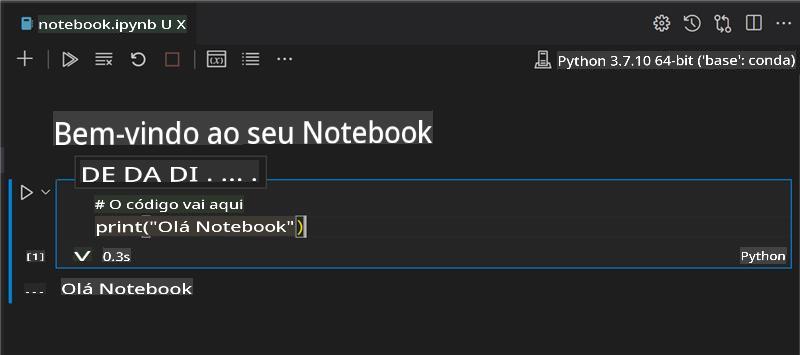 notebook.ipynb U X
Python 3.7.10 64-bit ('base': conda)
Bem-vindo ao seu Notebook
DE DA DI . ... .
# O código vai aqui
print("Olá Notebook")
[1] 0.3s Python
... Olá Notebook